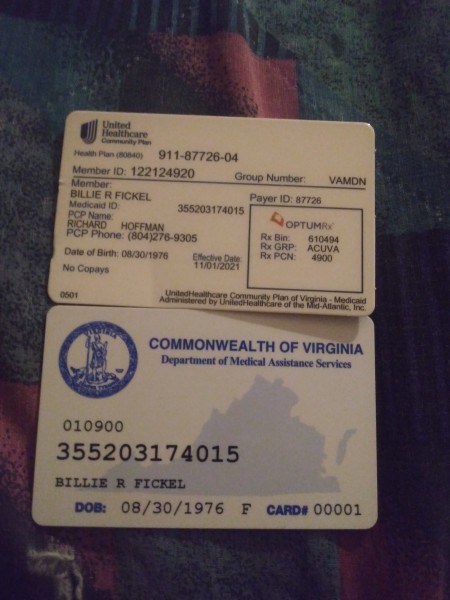 United
Healthcare
Community Plan
Health Plan (80840) 911-87726-04
Member ID: 122124920 Group Number: VAMDN
Member:
BILLIE R FICKEL Payer ID: 87726
Medicaid ID: 355203174015
PCP Name:
RICHARD HOFFMAN
PCP Phone: (804)276-9305
OPTUMRx
Rx Bin: 610494
Rx GRP: ACUVA
Rx PCN: 4900
Date of Birth: 08/30/1976 Effective Date:
11/01/2021
No Copays
0501 UnitedHealthcare Community Plan of Virginia - Medicaid
Administered by UnitedHealthcare of the Mid-Atlantic, Inc.
VIRGINIA
COMMONWEALTH OF VIRGINIA
Department of Medical Assistance Services
010900
355203174015
BILLIE R FICKEL
DOB: 08/30/1976 F CARD# 00001